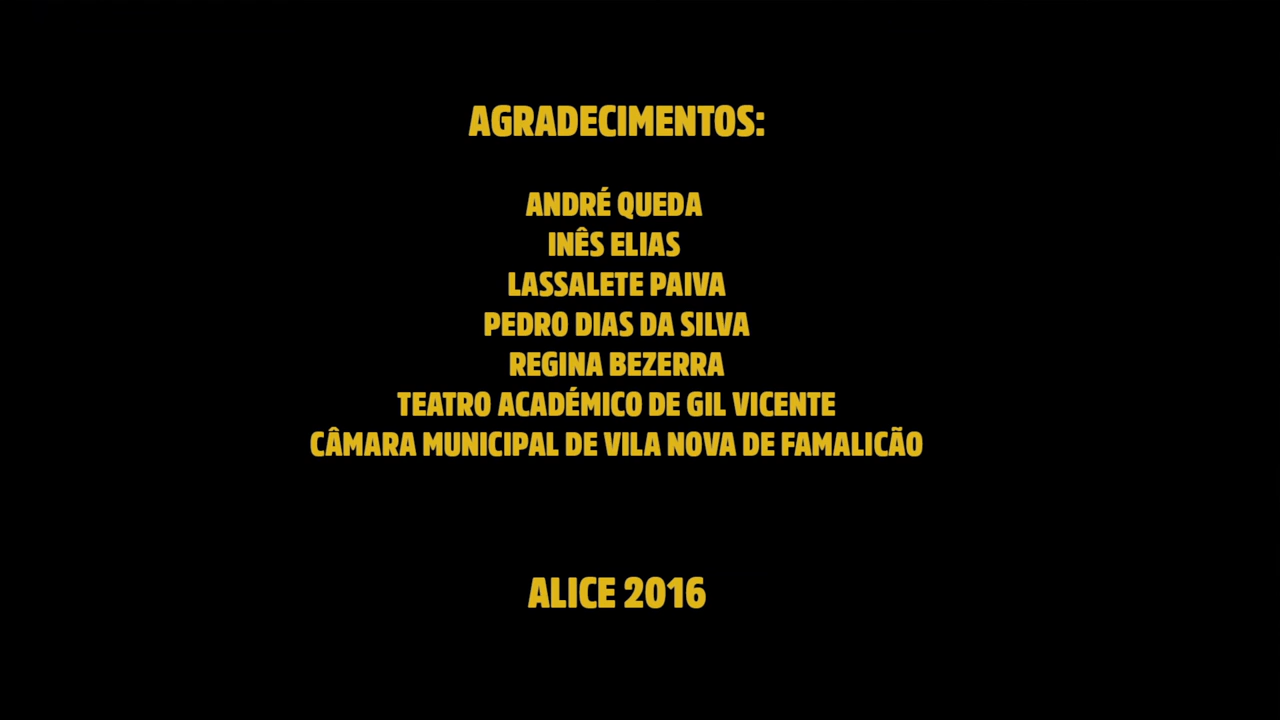 AGRADECIMENTOS:
ANDRÉ QUEDA
INÊS ELIAS
LASSALETE PAIVA
PEDRO DIAS DA SILVA
REGINA BEZERRA
TEATRO ACADÉMICO DE GIL VICENTE
CÂMARA MUNICIPAL DE VILA NOVA DE FAMALICÃO
ALICE 2016